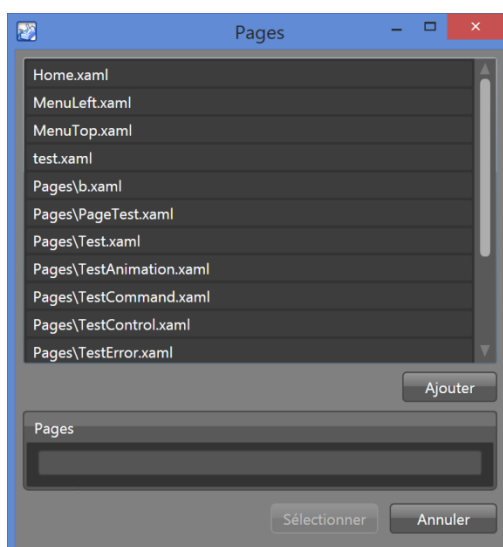 Pages
Home.xaml
MenuLeft.xaml
MenuTop.xaml
test.xaml
Pages\b.xaml
Pages\PageTest.xaml
Pages\Test.xaml
Pages\TestAnimation.xaml
Pages\TestCommand.xaml
Pages\TestControl.xaml
Pages\TestError.xaml
Ajouter
Pages
Sélectionner Annuler